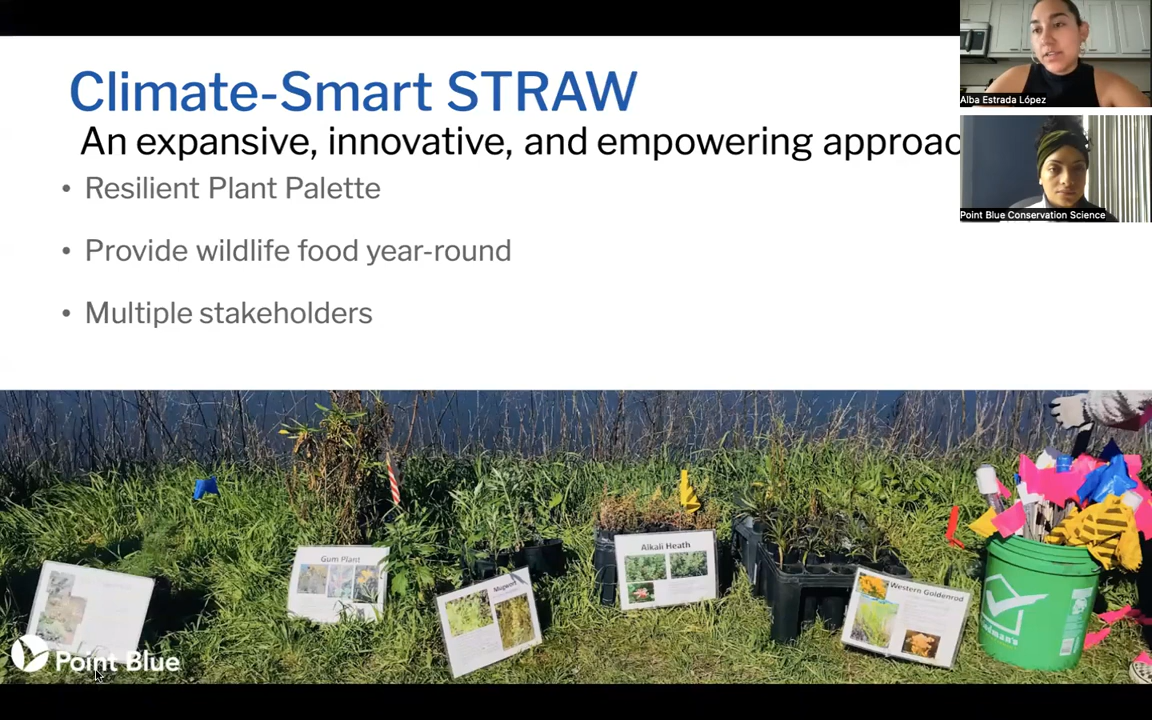 Climate-Smart STRAW
An expansive, innovative, and empowering approac
• Resilient Plant Palette
• Provide wildlife food year-round
• Multiple stakeholders
Alba Estrada López
Point Blue Conservation Science
Gum Plant
Mugwort
Alkali Heath
Western Goldenrod
Point Blue